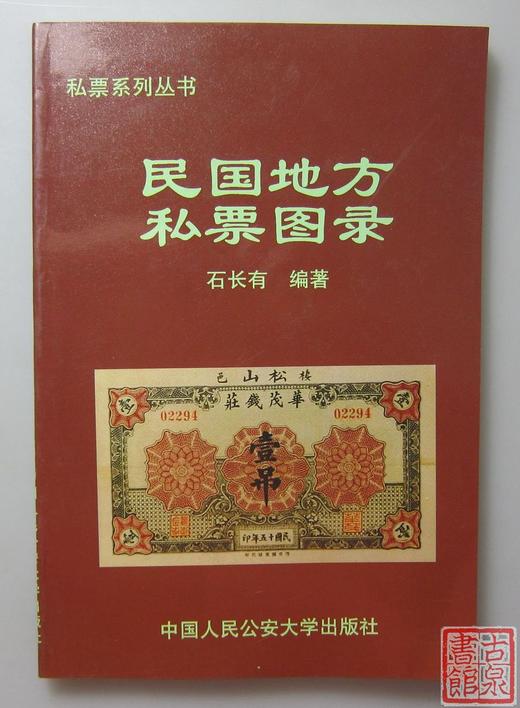 私票系列丛书
民国地方
私票图录
石长有 编著
邑山松楼
莊錢茂華
02294 02294
壹吊
印年五十國民
中国人民公安大学出版社
古泉
書館